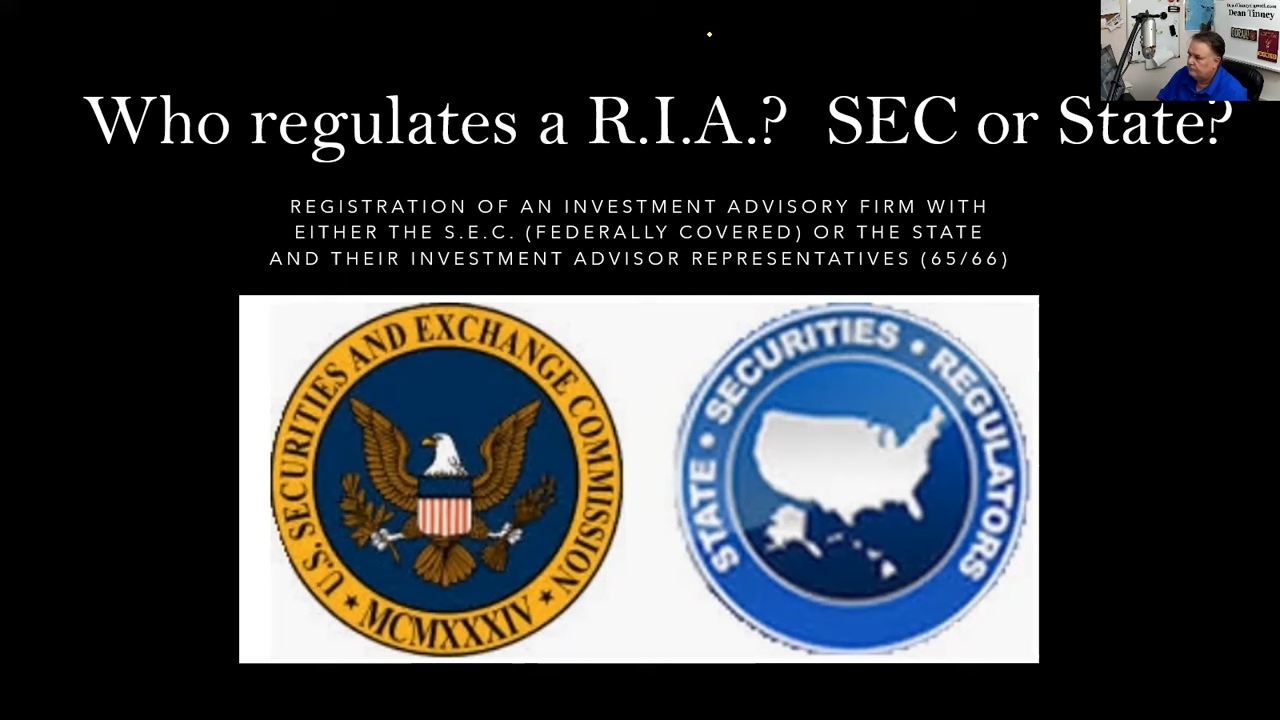 Who regulates a R.I.A.?  SEC or State?
REGISTRATION OF AN INVESTMENT ADVISORY FIRM WITH
EITHER THE S.E.C. (FEDERALLY COVERED) OR THE STATE
AND THEIR INVESTMENT ADVISOR REPRESENTATIVES (65/66)
U.S. SECURITIES AND EXCHANGE COMMISSION
MCMXXXIV
STATE • SECURITIES • REGULATORS
Dean Tinney